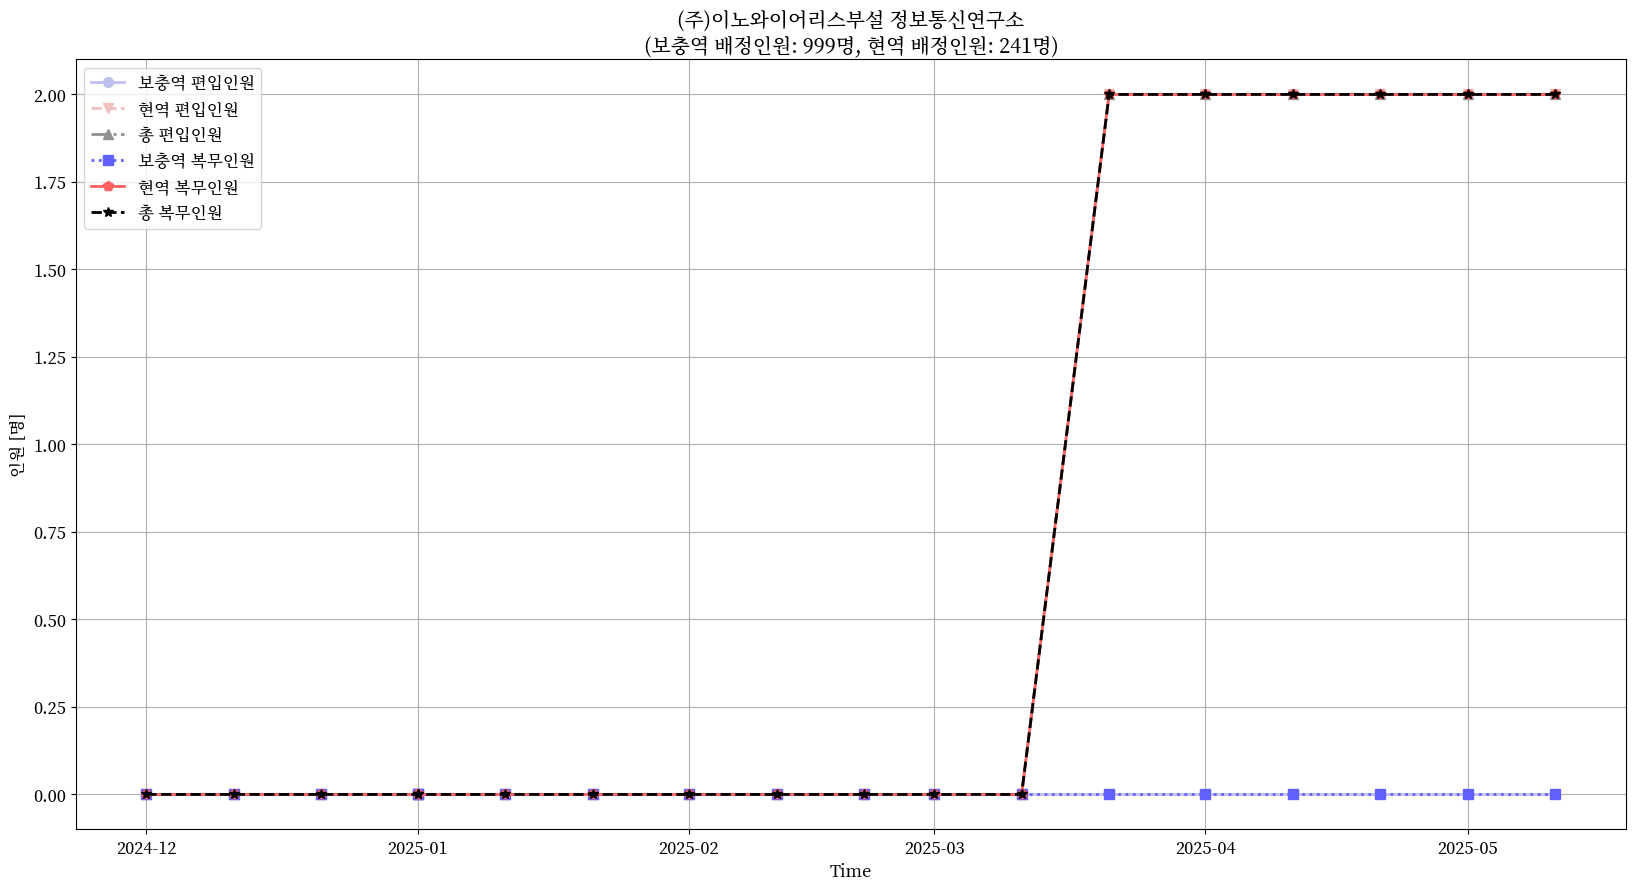 (주)이노와이어리스부설 정보통신연구소
(보충역 배정인원: 999명, 현역 배정인원: 241명)
보충역 편입인원
현역 편입인원
총 편입인원
보충역 복무인원
현역 복무인원
총 복무인원
2.00
1.75
1.50
1.25
1.00
0.75
0.50
0.25
0.00
인원 [명]
2024-12
2025-01
2025-02
2025-03
2025-04
2025-05
Time